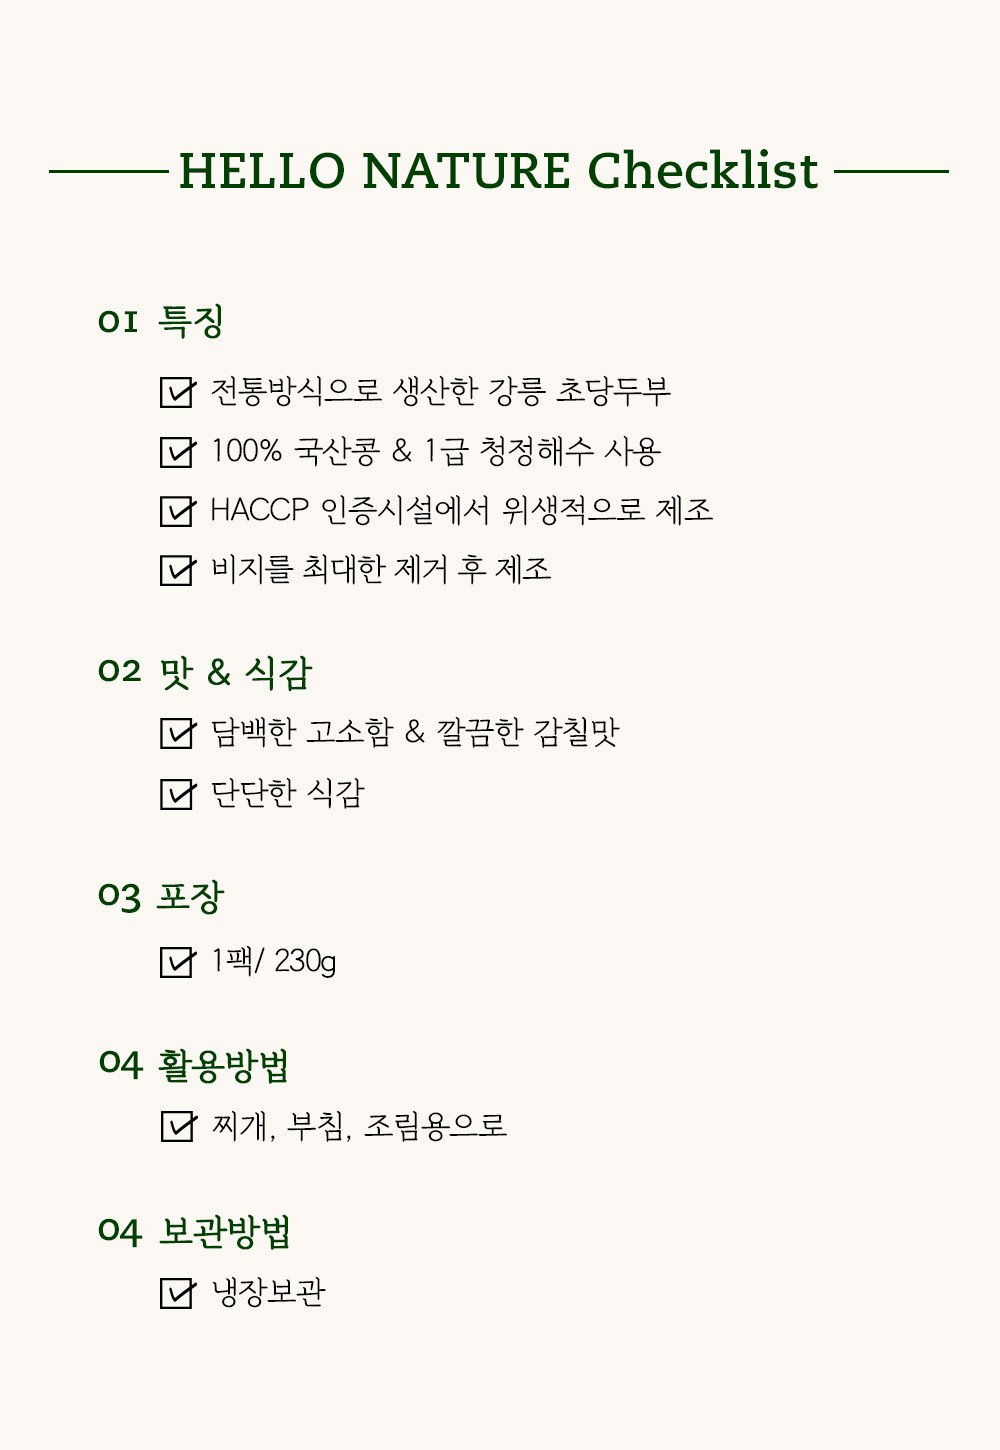 HELLO NATURE Checklist
01 특징
전통방식으로 생산한 강릉 초당두부
100% 국산콩 & 1급 청정해수 사용
HACCP 인증시설에서 위생적으로 제조
비지를 최대한 제거 후 제조
02 맛 & 식감
담백한 고소함 & 깔끔한 감칠맛
단단한 식감
03 포장
1팩/ 230g
04 활용방법
찌개, 부침, 조림용으로
04 보관방법
냉장보관